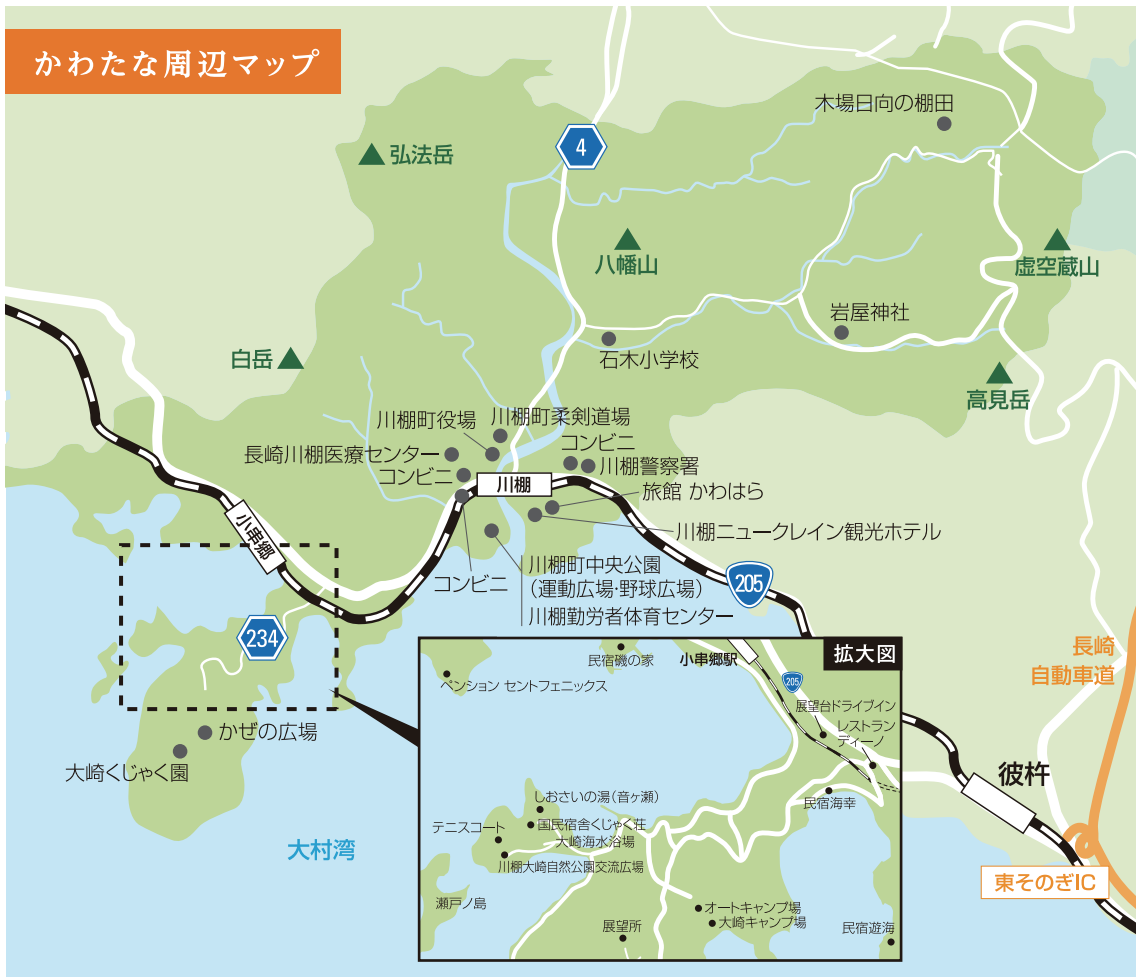 かわたな周辺マップ
木場日向の棚田
4
弘法岳
八幡山
虚空蔵山
岩屋神社
石木小学校
白岳
高見岳
川棚町役場
川棚町柔剣道場
コンビニ
長崎川棚医療センター
川棚警察署
コンビニ
川棚
旅館 かわはら
小串郷
川棚ニュークレイン観光ホテル
コンビニ
川棚町中央公園
(運動広場・野球広場)
川棚勤労者体育センター
205
234
長崎
自動車道
かぜの広場
大崎くじゃく園
大村湾
彼杵
東そのぎIC
拡大図
民宿磯の家
小串郷駅
ペンション セントフェニックス
205
展望台ドライブイン
レストラン
ディーノ
民宿海幸
しおさいの湯(音ヶ瀬)
テニスコート
国民宿舎くじゃく荘
大崎海水浴場
川棚大崎自然公園交流広場
瀬戸ノ島
オートキャンプ場
大崎キャンプ場
展望所
民宿遊海